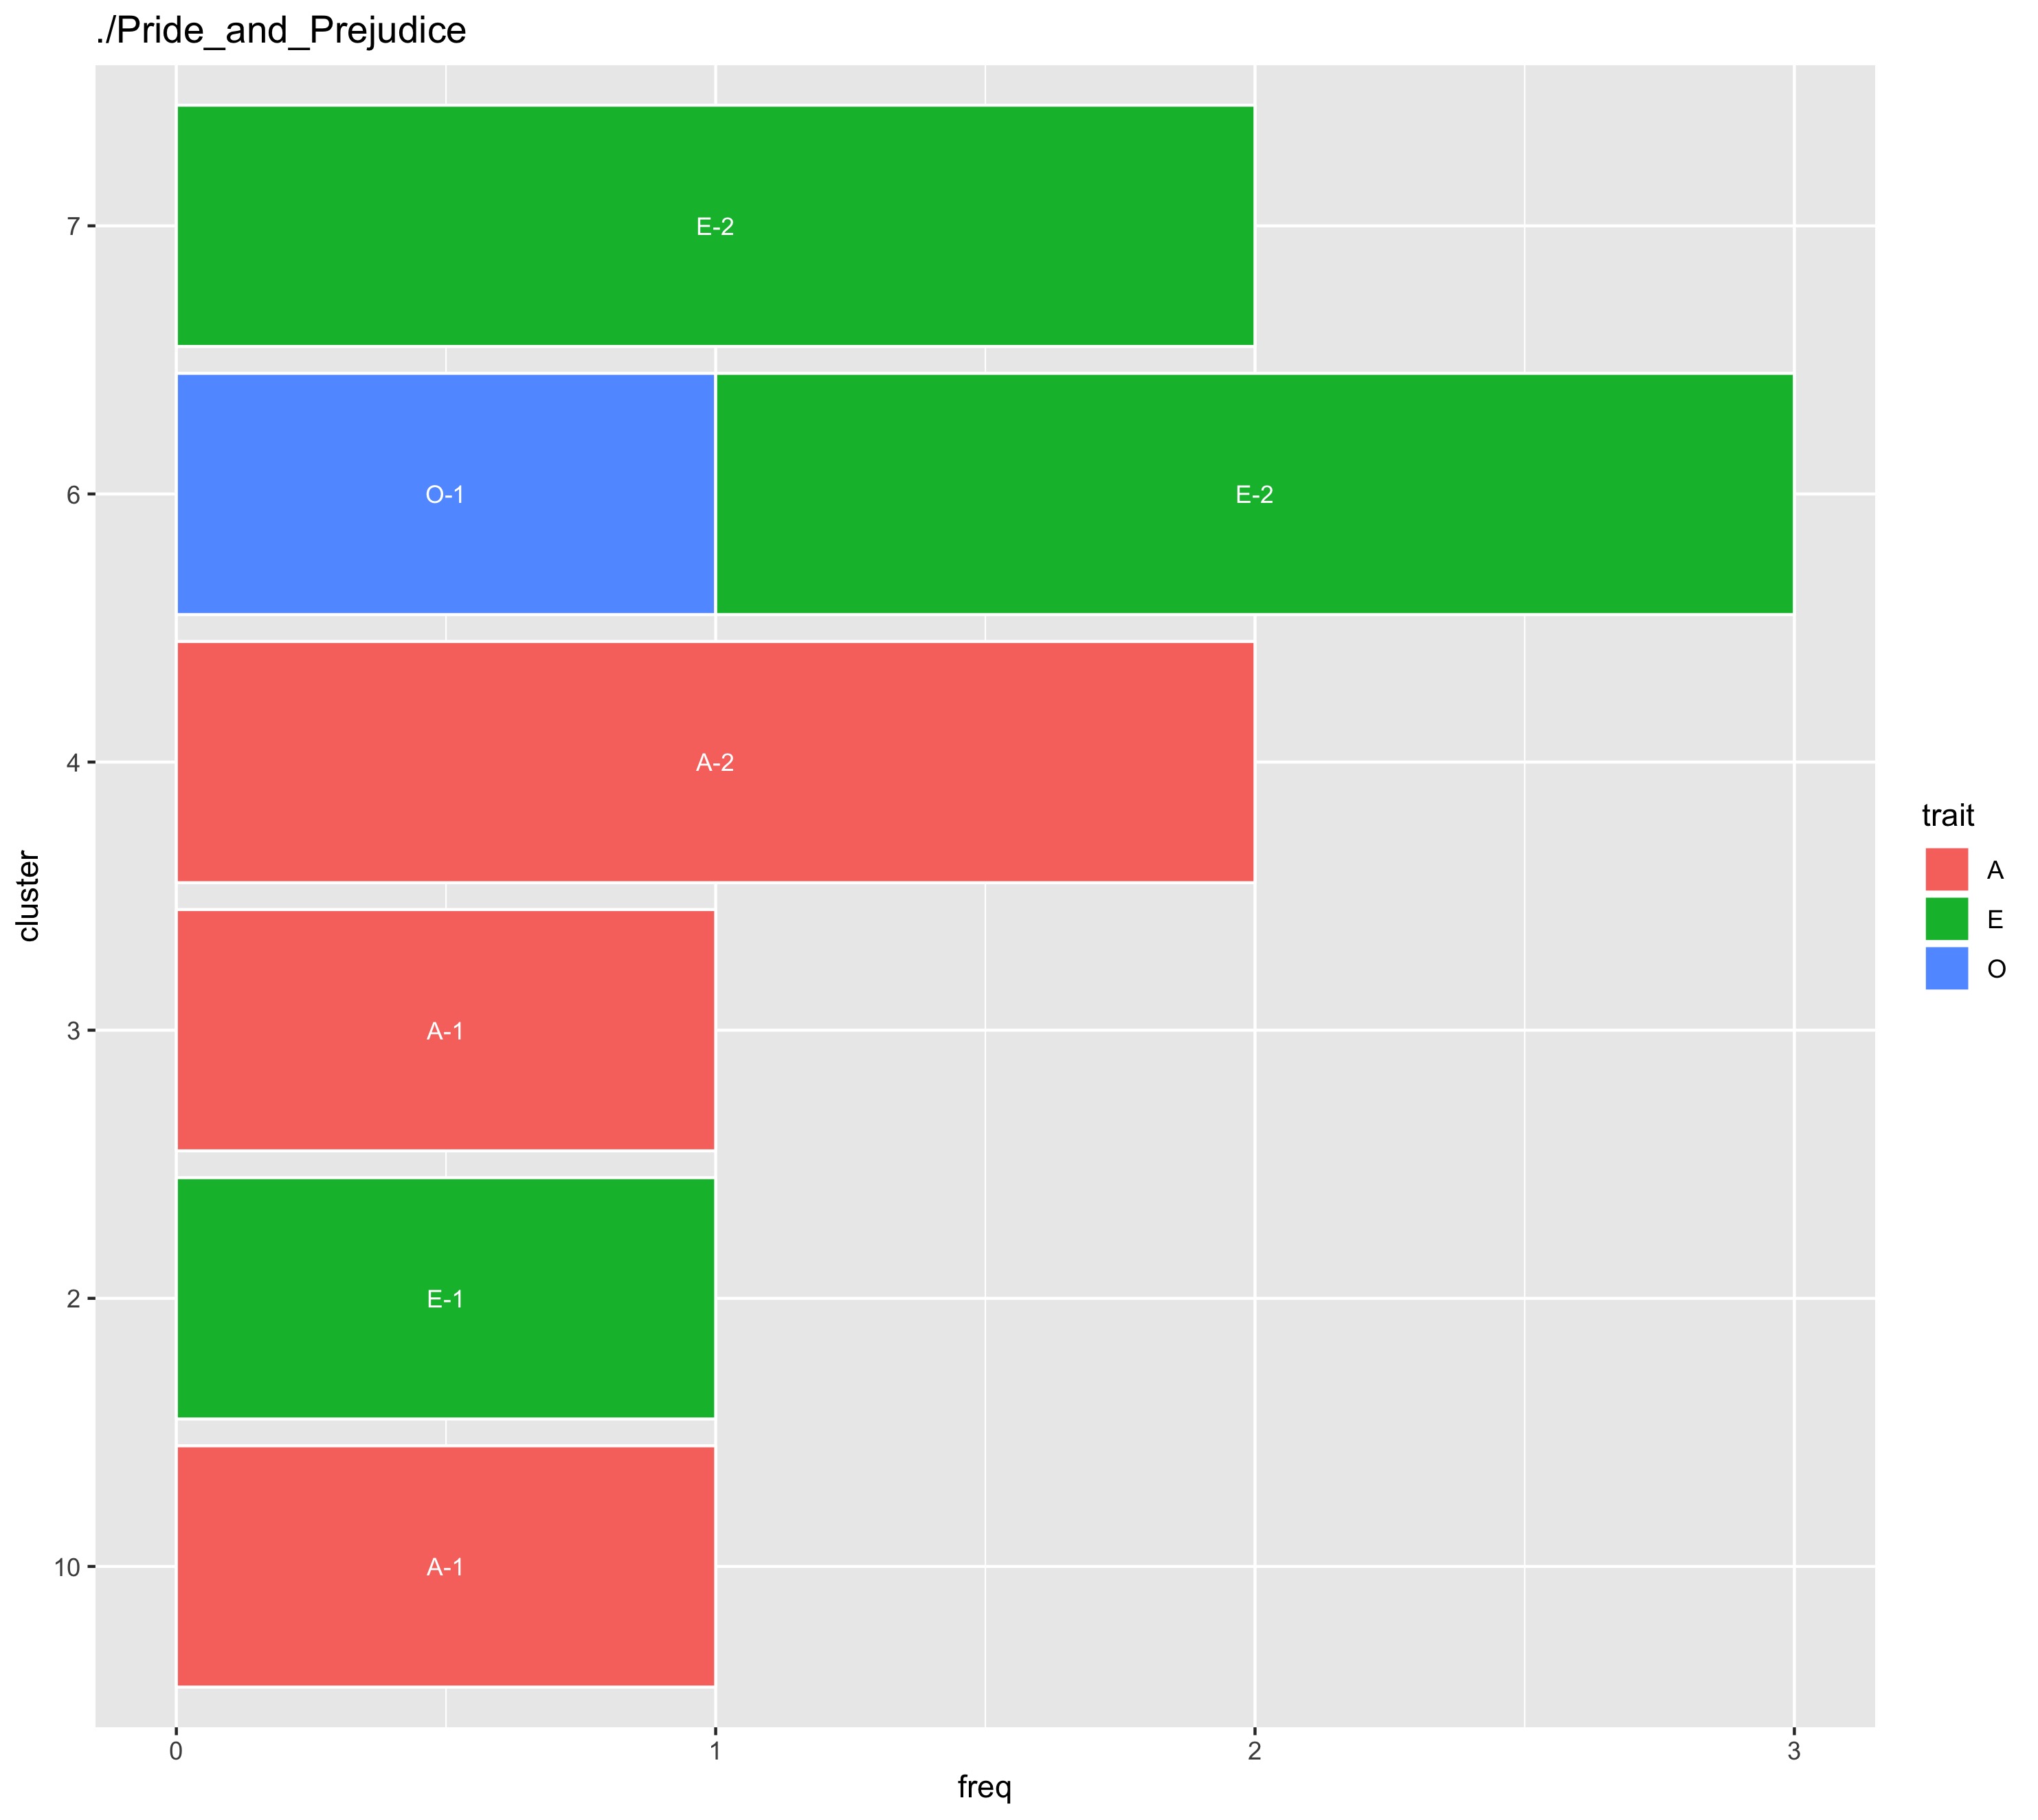 ./Pride_and_Prejudice
7
E-2
6
O-1 E-2
4
A-2
3
A-1
2
E-1
10
A-1
0 1 2 3
freq
cluster
trait
A
E
O